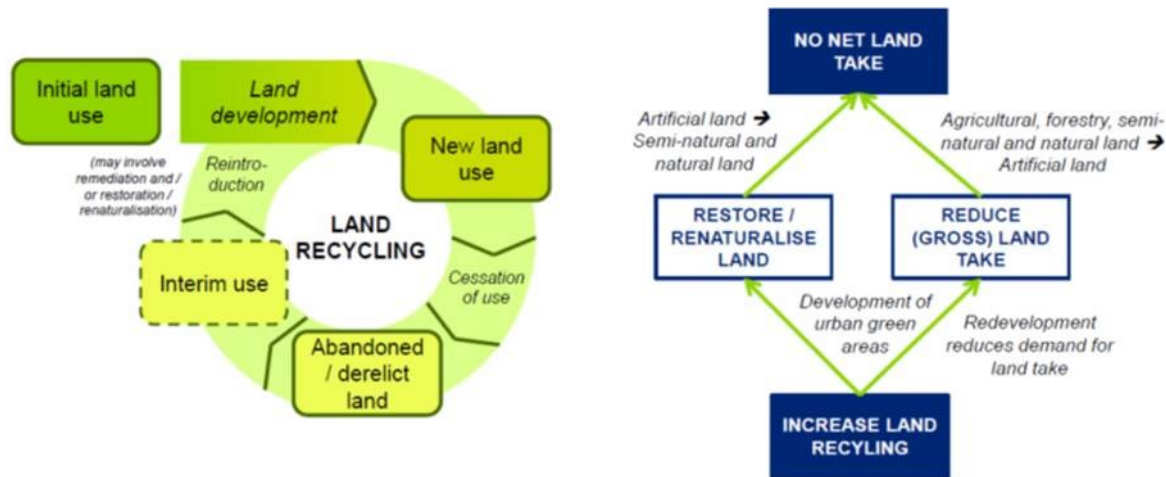 Initial land
use
Land
development
(may involve
remediation and /
or restoration /
renaturalisation)
Reintro-
duction
New land
use
LAND
RECYCLING
Interim use
Cessation
of use
Abandoned
/ derelict
land
NO NET LAND
TAKE
Artificial land ➔
Semi-natural and
natural land
Agricultural, forestry, semi-
natural and natural land ➔
Artificial land
RESTORE /
RENATURALISE
LAND
REDUCE
(GROSS) LAND
TAKE
Development of
urban green
areas
Redevelopment
reduces demand for
land take
INCREASE LAND
RECYLING